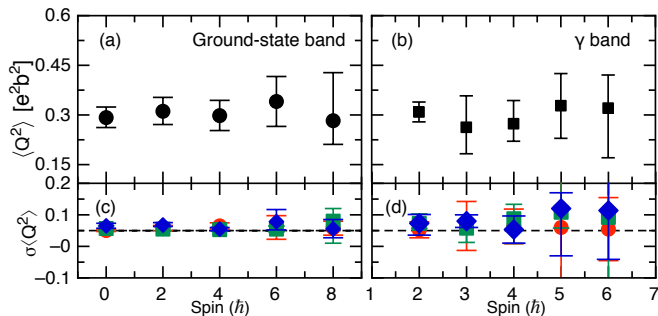 0.6
(a) Ground-state band
(b) γ band
⟨Q²⟩ [e²b²]
0.45
0.3
0.15
0.2
(c)
(d)
σ⟨Q²⟩
0.1
−0
−0.1
0 2 4 6 8 1 2 3 4 5 6 7
Spin (ħ) Spin (ħ)